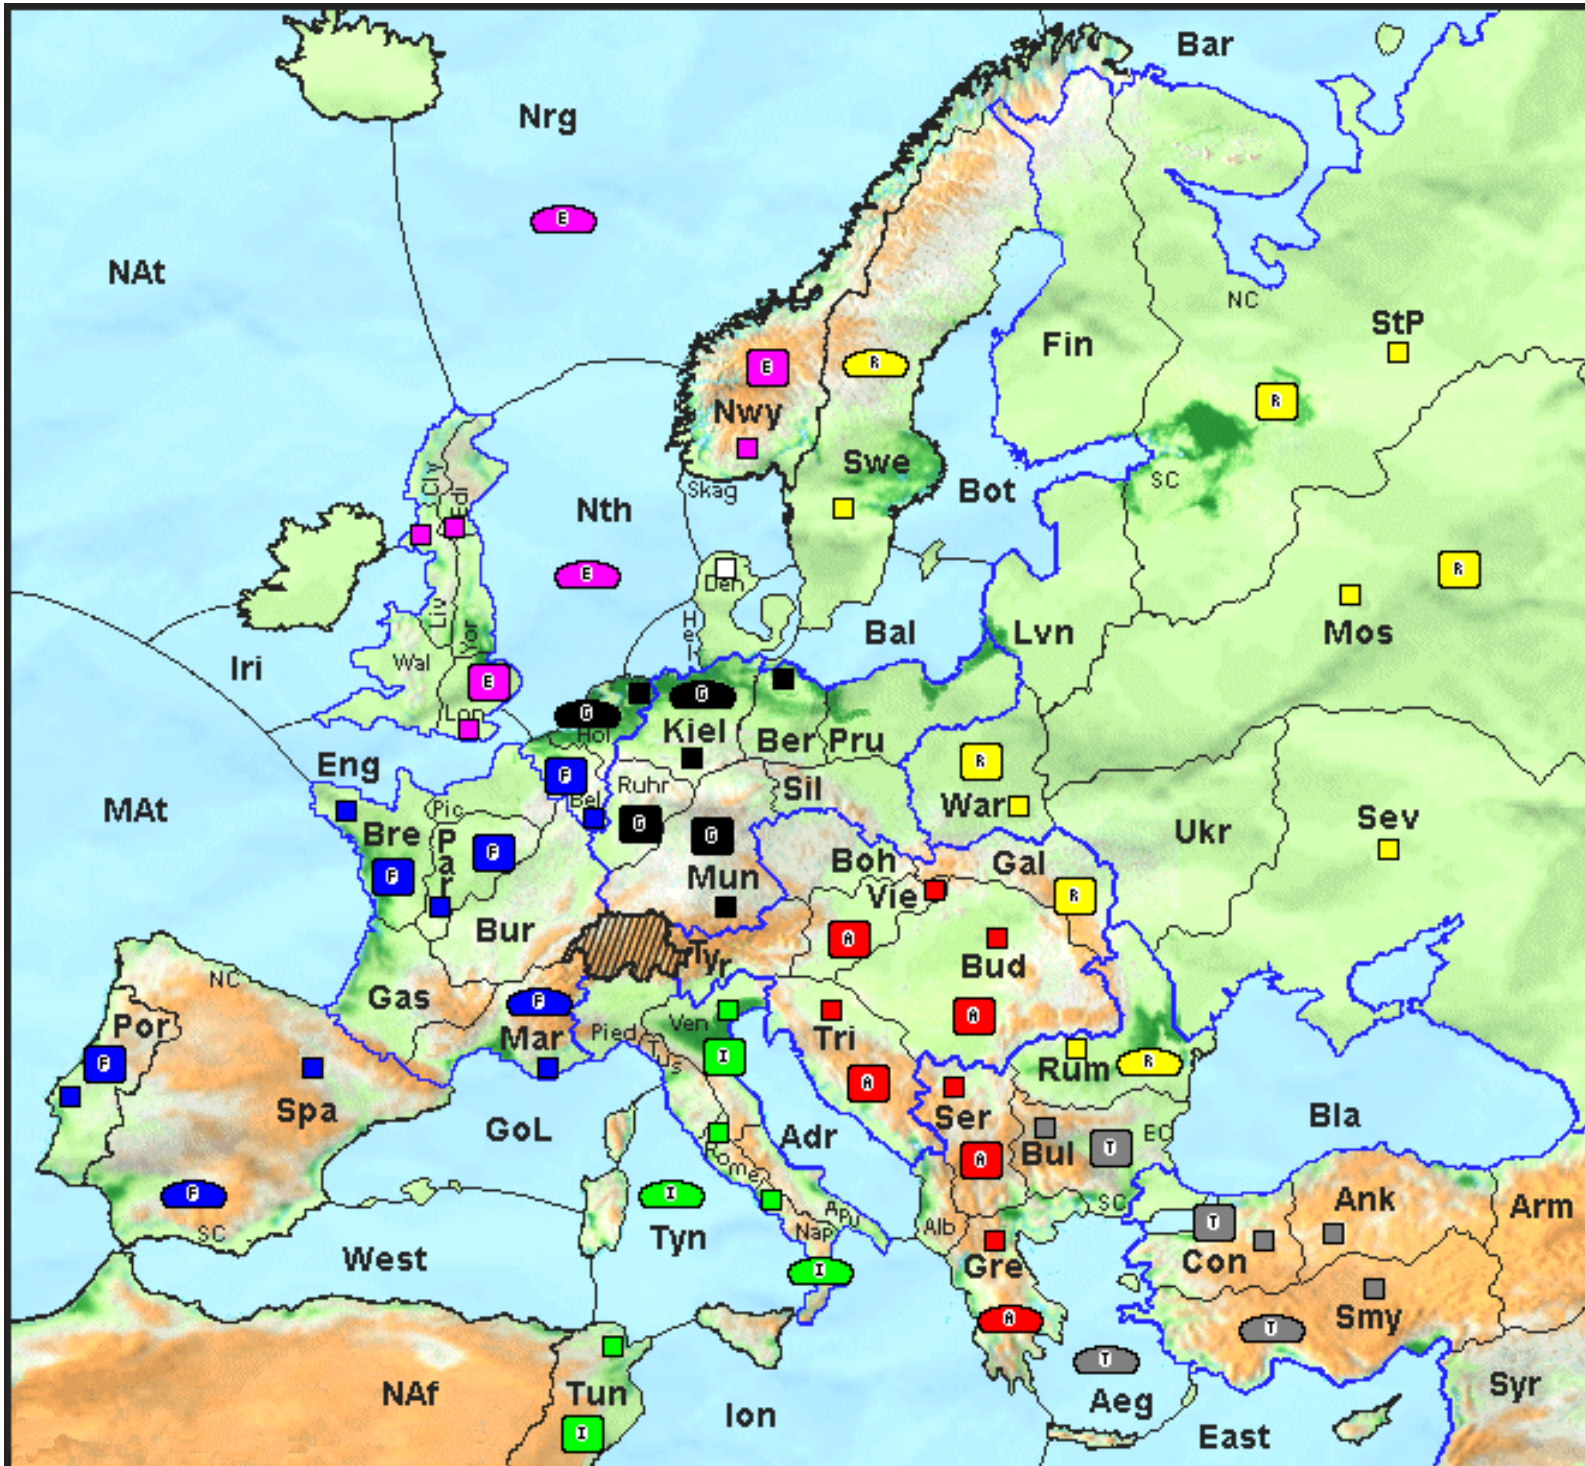 Bar
Nrg
E
NAt
NC
StP
Fin
E
R
R
Nwy
Swe
SC
Cly
Edi
Skag
Bot
Nth
R
E
Den
Hel
Liv
Yor
Bal
Lvn
Mos
Iri
Wal
E
G
G
Lon
Hol
Kiel
Ber
Pru
Eng
F
R
Ruhr
Sil
MAt
Pic
Bel
War
Sev
Bre
Par
G
G
Ukr
F
Boh
Gal
F
Mun
Vie
R
Bur
A
Tyr
Bud
NC
Gas
F
A
Por
Mar
Pied
Ven
Tri
F
Tus
I
Rum
R
A
Spa
Ser
Bla
GoL
Adr
EC
Bul
T
Rome
A
F
I
Ank
SC
Apu
SC
Arm
Nap
Alb
T
Tyn
West
Con
Gre
I
A
Smy
T
T
NAf
Tun
Syr
Aeg
Ion
I
East